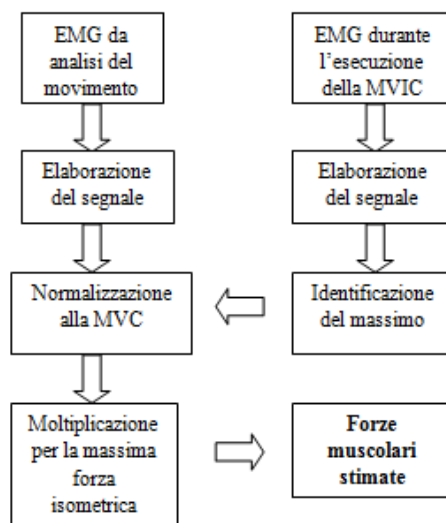 EMG da
analisi del
movimento
EMG durante
l'esecuzione
della MVIC
Elaborazione
del segnale
Elaborazione
del segnale
Normalizzazione
alla MVC
Identificazione
del massimo
Moltiplicazione
per la massima
forza
isometrica
Forze
muscolari
stimate